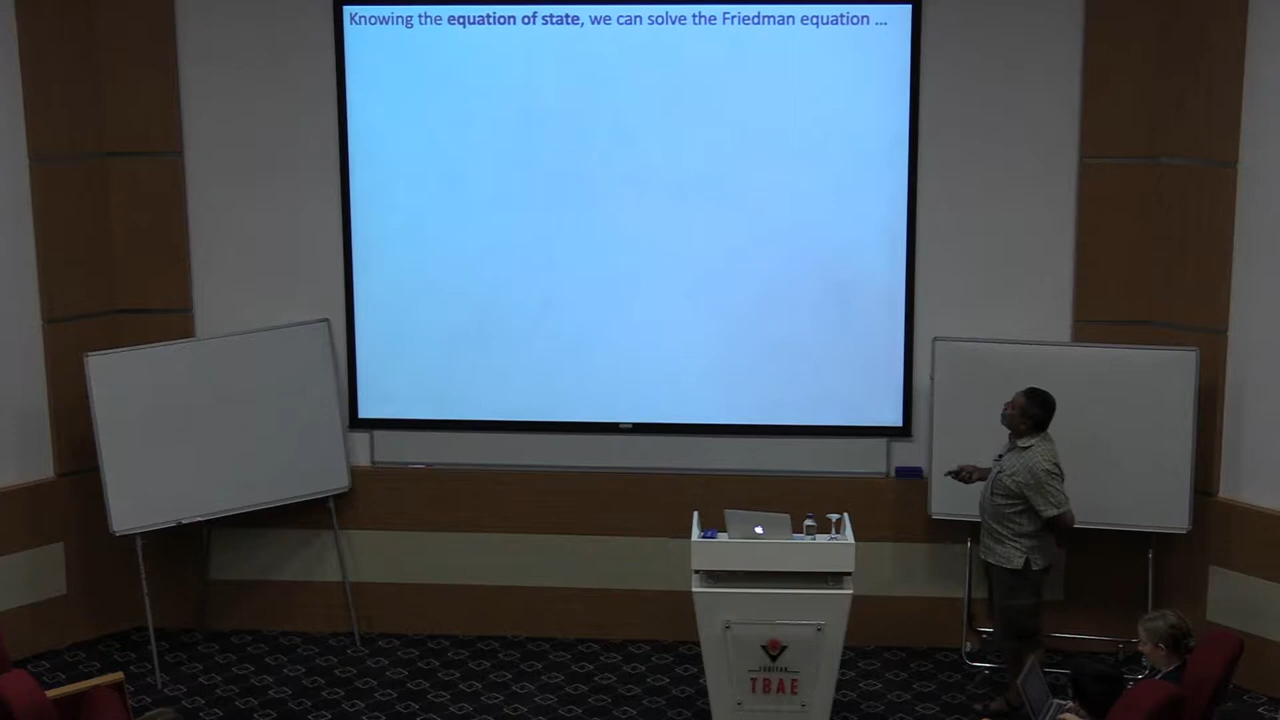 Knowing the equation of state, we can solve the Friedman equation ...
TÜBİTAK
TBAE